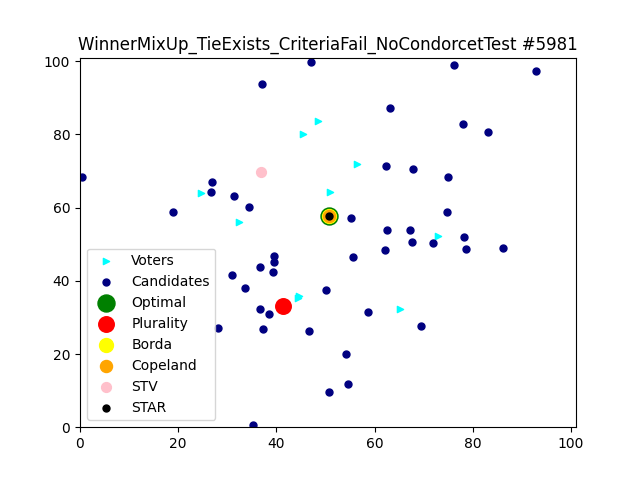 WinnerMixUp_TieExists_CriteriaFail_NoCondorcetTest #5981
100
80
60
40
20
0
Voters
Candidates
Optimal
Plurality
Borda
Copeland
STV
STAR
0 20 40 60 80 100